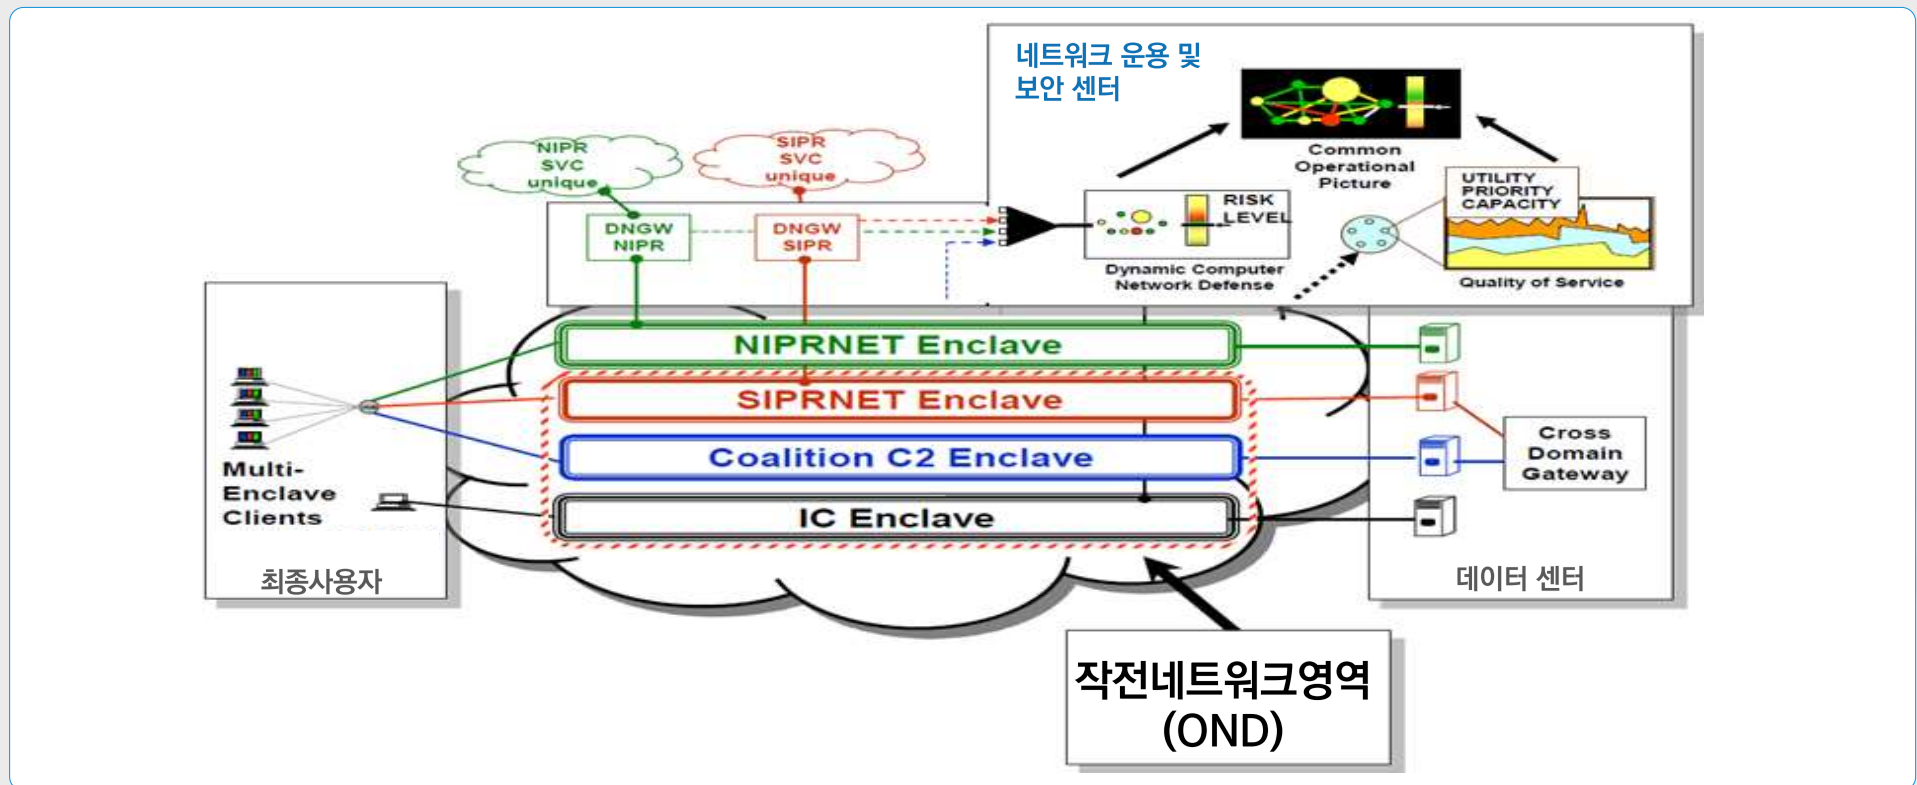 네트워크 운용 및
보안 센터
Common
Operational
Picture
UTILITY
PRIORITY
CAPACITY
RISK
LEVEL
Dynamic Computer
Network Defense
Quality of Service
NIPR
SVC
unique
SIPR
SVC
unique
DNGW
NIPR
DNGW
SIPR
NIPRNET Enclave
SIPRNET Enclave
Coalition C2 Enclave
IC Enclave
Multi-
Enclave
Clients
최종사용자
Cross
Domain
Gateway
데이터 센터
작전네트워크영역
(OND)